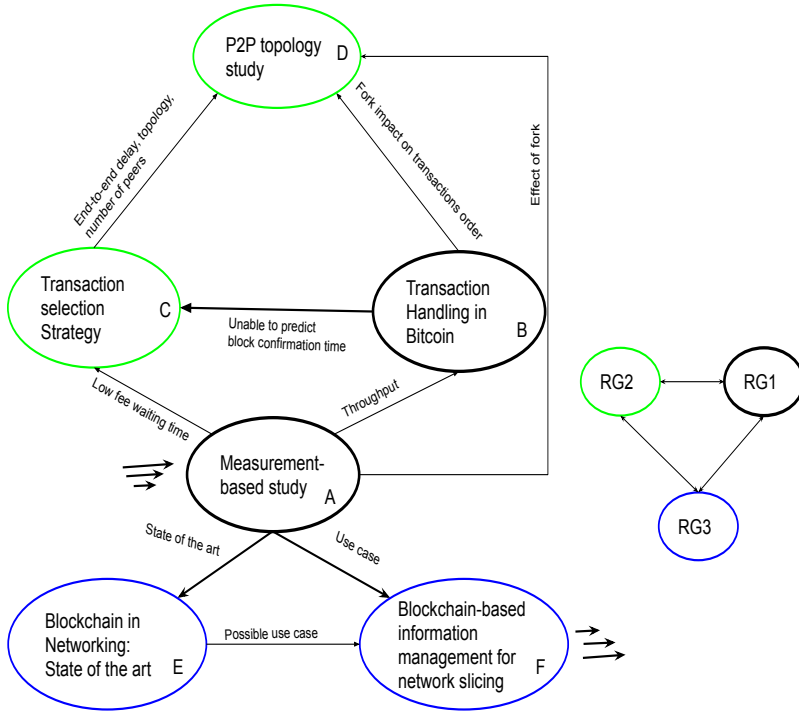 P2P topology
study
D
End-to-end delay, topology,
number of peers
Fork impact on transactions order
Effect of fork
Transaction
selection
Strategy
C
Transaction
Handling in
Bitcoin
B
Unable to predict
block confirmation time
Low fee waiting time
Throughput
Measurement-
based study
A
RG2
RG1
RG3
State of the art
Use case
Blockchain in
Networking:
State of the art
E
Possible use case
Blockchain-based
information
management for
network slicing
F